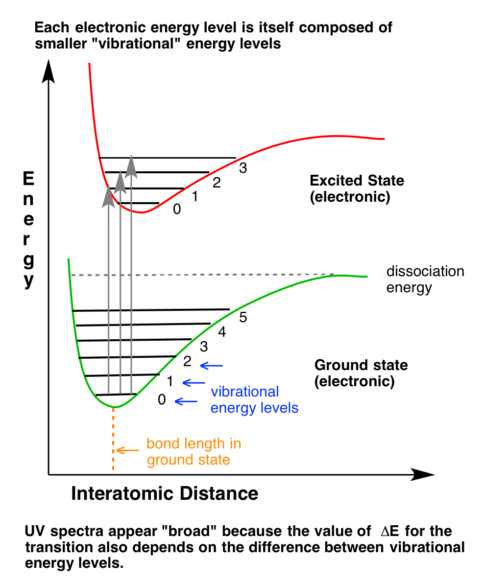 Each electronic energy level is itself composed of
smaller "vibrational" energy levels
Energy
3
2
1
0
Excited State
(electronic)
dissociation
energy
5
4
3
2
1
0
Ground state
(electronic)
vibrational
energy levels
bond length in
ground state
Interatomic Distance
UV spectra appear "broad" because the value of ΔE for the
transition also depends on the difference between vibrational
energy levels.